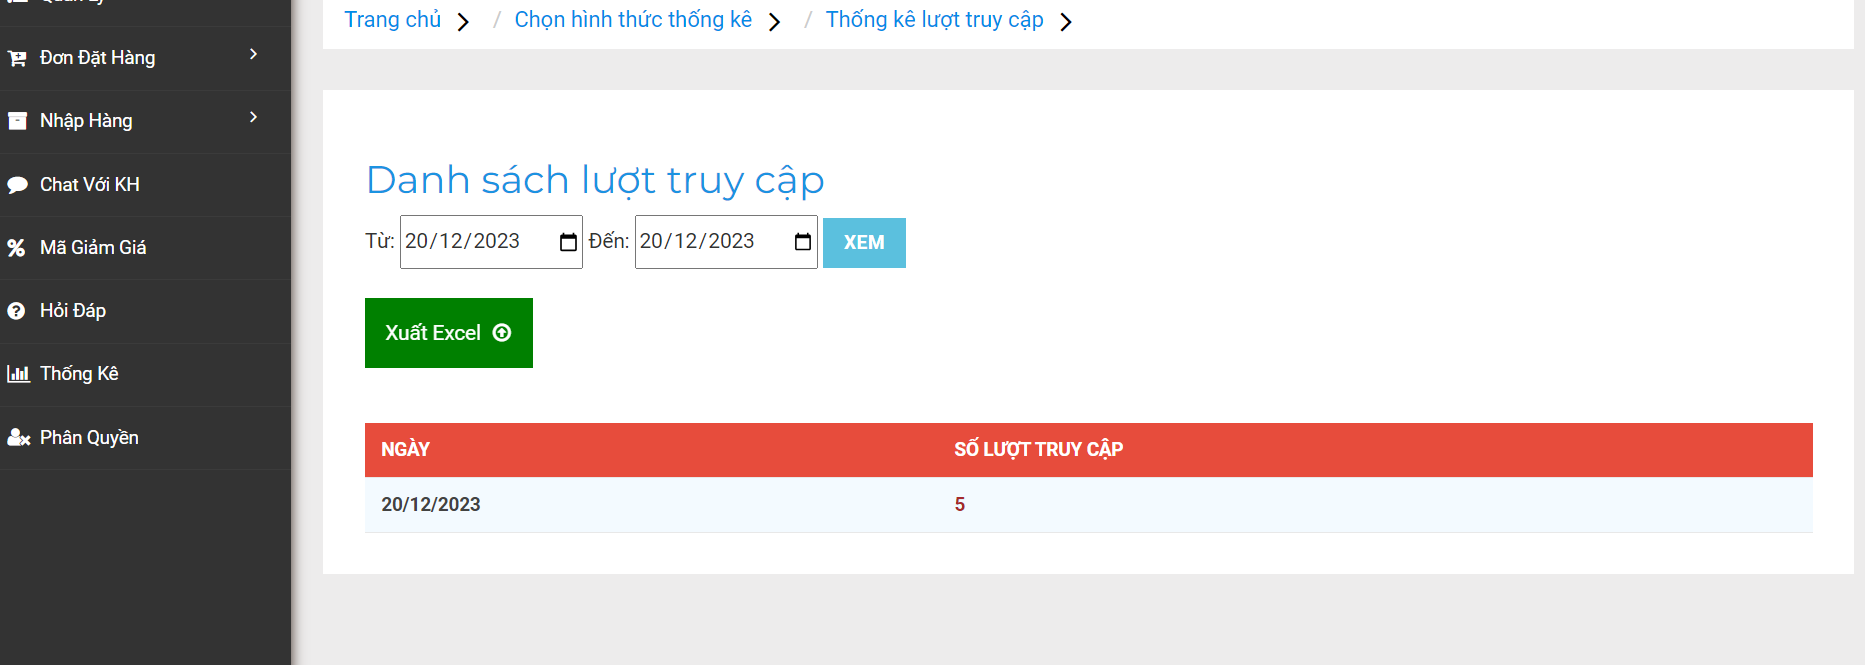 Trang chủ / Chọn hình thức thống kê / Thống kê lượt truy cập
Quản Lý
Đơn Đặt Hàng
Nhập Hàng
Chat Với KH
Mã Giảm Giá
Hỏi Đáp
Thống Kê
Phân Quyền
Danh sách lượt truy cập
Từ: 20/12/2023 Đến: 20/12/2023 XEM
Xuất Excel
NGÀY SỐ LƯỢT TRUY CẬP
20/12/2023 5